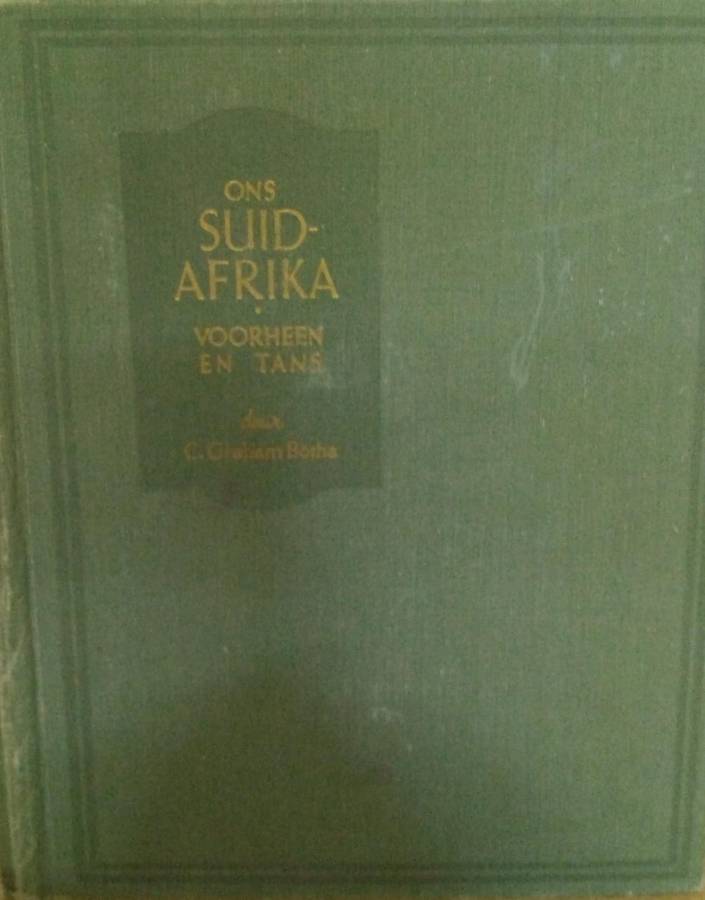 ONS
SUID-
AFRIKA
VOORHEEN
EN TANS
deur
C. Graham Botha